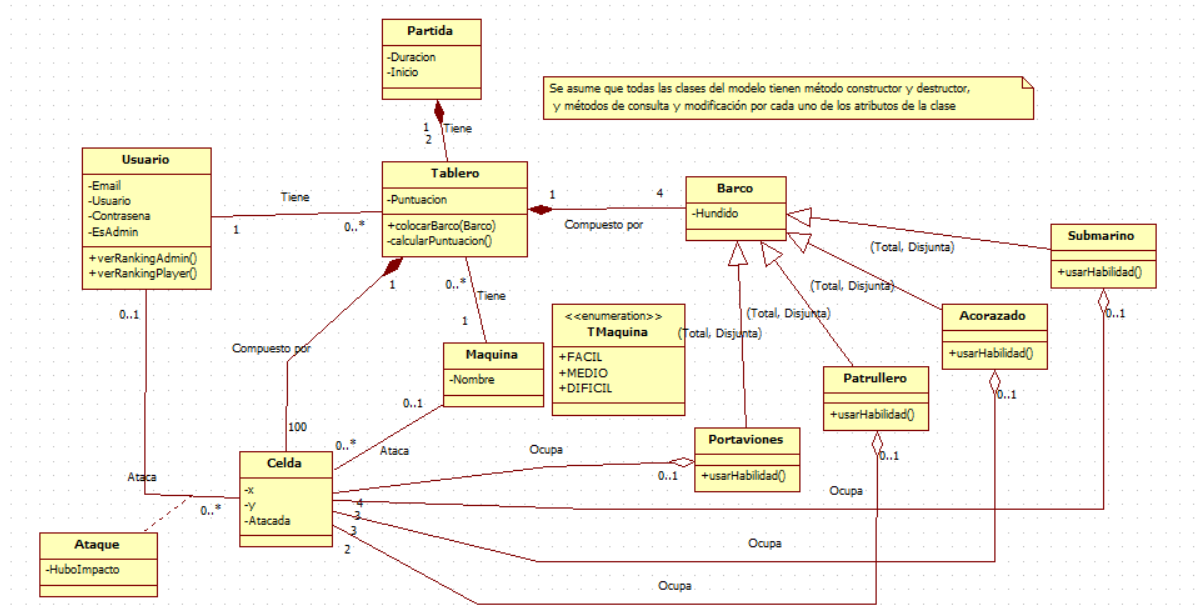 Partida
-Duracion
-Inicio
Se asume que todas las clases del modelo tienen método constructor y destructor,
y métodos de consulta y modificación por cada uno de los atributos de la clase
1
Tiene
2
Usuario
-Email
-Usuario
-Contrasena
-EsAdmin
+verRankingAdmin()
+verRankingPlayer()
Tiene
1
0..*
Tablero
-Puntuacion
+colocarBarco(Barco)
-calcularPuntuacion()
1
4
Compuesto por
Barco
-Hundido
(Total, Disjunta)
(Total, Disjunta)
(Total, Disjunta)
(Total, Disjunta)
Submarino
+usarHabilidad()
0..1
Acorazado
+usarHabilidad()
0..1
Patrullero
+usarHabilidad()
0..1
Portaviones
+usarHabilidad()
0..1
<<enumeration>>
TMaquina
+FACIL
+MEDIO
+DIFICIL
0..*
Tiene
1
Maquina
-Nombre
0..1
Ataca
0..*
1
Compuesto por
100
0..1
Ataca
0..*
Celda
-x
-y
-Atacada
Ocupa
4
3
3
2
Ocupa
Ocupa
Ocupa
Ataque
-HuboImpacto